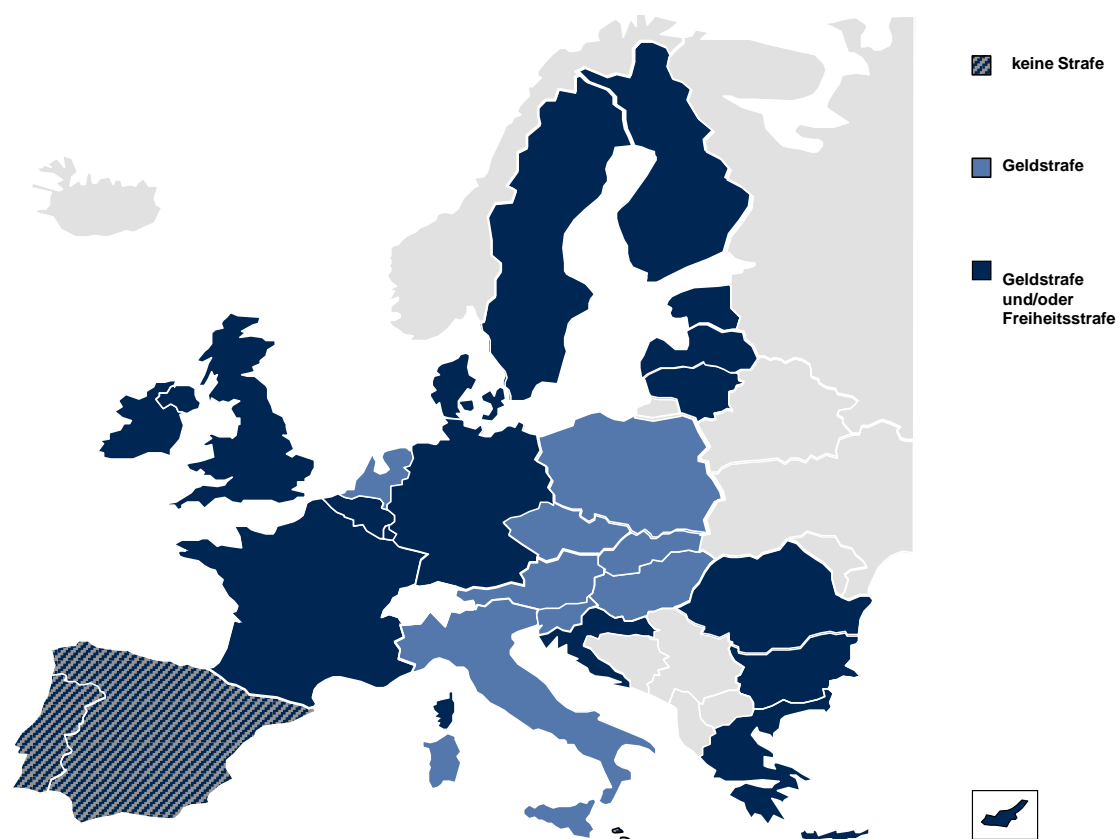 keine Strafe
Geldstrafe
Geldstrafe
und/oder
Freiheitsstrafe